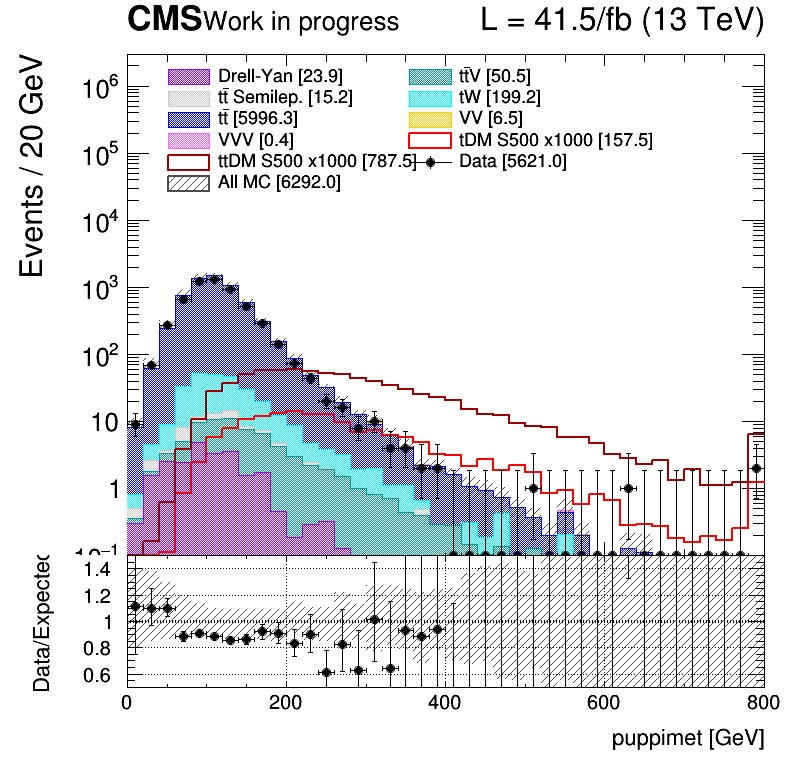 CMS Work in progress L = 41.5/fb (13 TeV)
Events / 20 GeV
Drell-Yan [23.9] tt̄V [50.5]
tt̄ Semilep. [15.2] tW [199.2]
tt̄ [5996.3] VV [6.5]
VVV [0.4] tDM S500 x1000 [157.5]
ttDM S500 x1000 [787.5] Data [5621.0]
All MC [6292.0]
10⁶
10⁵
10⁴
10³
10²
10
1
10⁻¹
Data/Expected
1.4
1.2
1
0.8
0.6
0 200 400 600 800
puppimet [GeV]